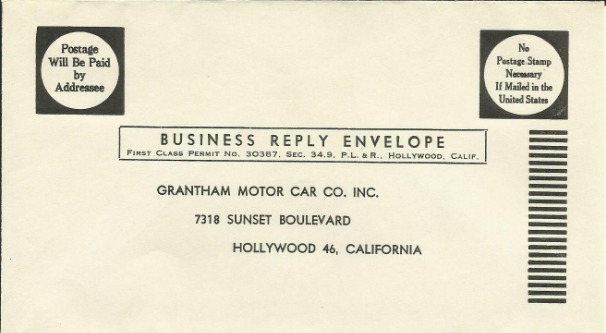 Postage
Will Be Paid
by
Addressee
No
Postage Stamp
Necessary
If Mailed in the
United States
BUSINESS REPLY ENVELOPE
FIRST CLASS PERMIT NO. 30387, SEC. 34.9, P.L. & R., HOLLYWOOD, CALIF.
GRANTHAM MOTOR CAR CO. INC.
7318 SUNSET BOULEVARD
HOLLYWOOD 46, CALIFORNIA